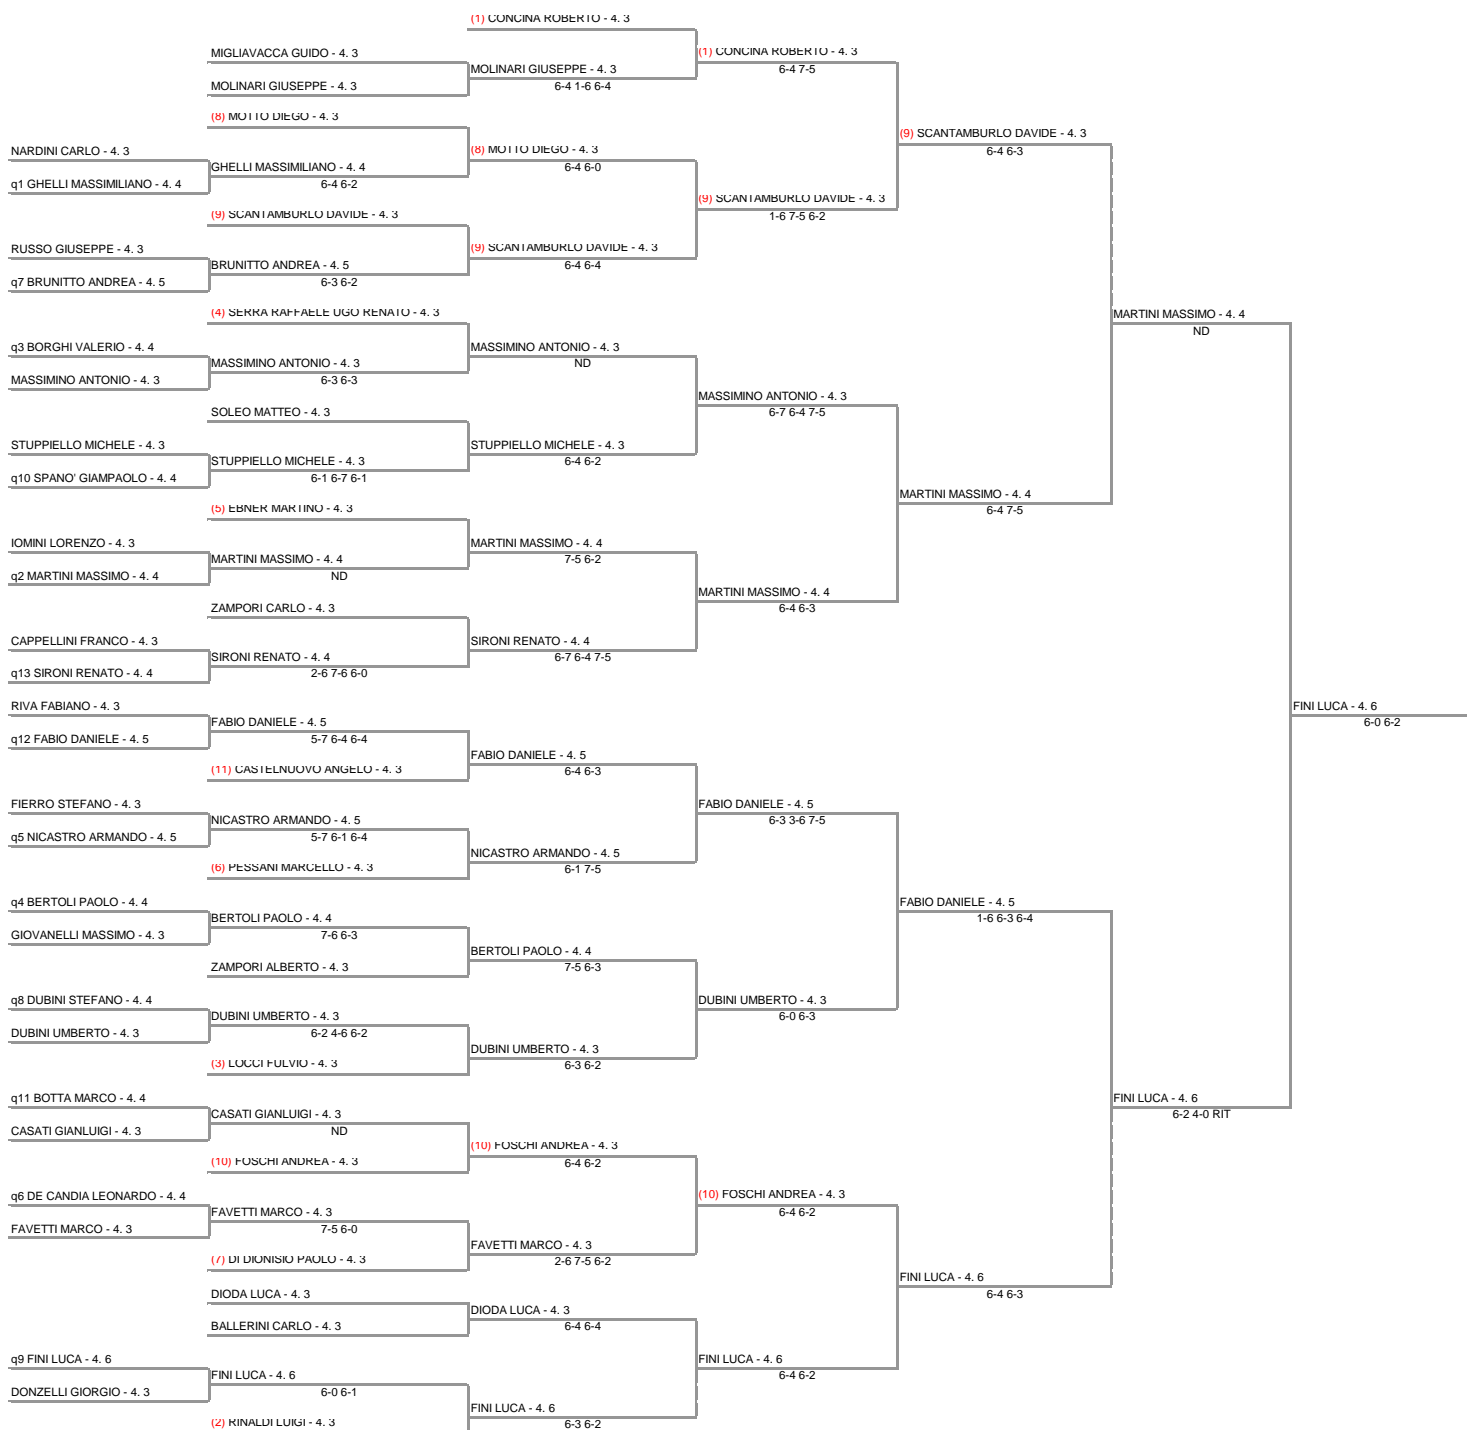 (1) CONCINA ROBERTO - 4. 3
MIGLIAVACCA GUIDO - 4. 3
(1) CONCINA ROBERTO - 4. 3
6-4 7-5
MOLINARI GIUSEPPE - 4. 3
6-4 1-6 6-4
MOLINARI GIUSEPPE - 4. 3
(8) MOTTO DIEGO - 4. 3
(9) SCANTAMBURLO DAVIDE - 4. 3
6-4 6-3
NARDINI CARLO - 4. 3
(8) MOTTO DIEGO - 4. 3
6-4 6-0
GHELLI MASSIMILIANO - 4. 4
6-4 6-2
q1 GHELLI MASSIMILIANO - 4. 4
(9) SCANTAMBURLO DAVIDE - 4. 3
1-6 7-5 6-2
(9) SCANTAMBURLO DAVIDE - 4. 3
RUSSO GIUSEPPE - 4. 3
(9) SCANTAMBURLO DAVIDE - 4. 3
6-4 6-4
BRUNITTO ANDREA - 4. 5
6-3 6-2
q7 BRUNITTO ANDREA - 4. 5
(4) SERRA RAFFAELE UGO RENATO - 4. 3
MARTINI MASSIMO - 4. 4
ND
q3 BORGHI VALERIO - 4. 4
MASSIMINO ANTONIO - 4. 3
ND
MASSIMINO ANTONIO - 4. 3
6-3 6-3
MASSIMINO ANTONIO - 4. 3
MASSIMINO ANTONIO - 4. 3
6-7 6-4 7-5
SOLEO MATTEO - 4. 3
STUPPIELLO MICHELE - 4. 3
STUPPIELLO MICHELE - 4. 3
6-4 6-2
STUPPIELLO MICHELE - 4. 3
6-1 6-7 6-1
q10 SPANO' GIAMPAOLO - 4. 4
MARTINI MASSIMO - 4. 4
6-4 7-5
(5) EBNER MARTINO - 4. 3
IOMINI LORENZO - 4. 3
MARTINI MASSIMO - 4. 4
7-5 6-2
MARTINI MASSIMO - 4. 4
ND
q2 MARTINI MASSIMO - 4. 4
MARTINI MASSIMO - 4. 4
6-4 6-3
ZAMPORI CARLO - 4. 3
CAPPELLINI FRANCO - 4. 3
SIRONI RENATO - 4. 4
6-7 6-4 7-5
SIRONI RENATO - 4. 4
2-6 7-6 6-0
q13 SIRONI RENATO - 4. 4
RIVA FABIANO - 4. 3
FINI LUCA - 4. 6
6-0 6-2
FABIO DANIELE - 4. 5
5-7 6-4 6-4
q12 FABIO DANIELE - 4. 5
FABIO DANIELE - 4. 5
6-4 6-3
(11) CASTELNUOVO ANGELO - 4. 3
FIERRO STEFANO - 4. 3
FABIO DANIELE - 4. 5
6-3 3-6 7-5
NICASTRO ARMANDO - 4. 5
5-7 6-1 6-4
q5 NICASTRO ARMANDO - 4. 5
NICASTRO ARMANDO - 4. 5
6-1 7-5
(6) PESSANI MARCELLO - 4. 3
q4 BERTOLI PAOLO - 4. 4
FABIO DANIELE - 4. 5
1-6 6-3 6-4
BERTOLI PAOLO - 4. 4
7-6 6-3
GIOVANELLI MASSIMO - 4. 3
BERTOLI PAOLO - 4. 4
7-5 6-3
ZAMPORI ALBERTO - 4. 3
q8 DUBINI STEFANO - 4. 4
DUBINI UMBERTO - 4. 3
6-0 6-3
DUBINI UMBERTO - 4. 3
6-2 4-6 6-2
DUBINI UMBERTO - 4. 3
DUBINI UMBERTO - 4. 3
6-3 6-2
(3) LOCCI FULVIO - 4. 3
q11 BOTTA MARCO - 4. 4
FINI LUCA - 4. 6
6-2 4-0 RIT
CASATI GIANLUIGI - 4. 3
ND
CASATI GIANLUIGI - 4. 3
(10) FOSCHI ANDREA - 4. 3
6-4 6-2
(10) FOSCHI ANDREA - 4. 3
q6 DE CANDIA LEONARDO - 4. 4
(10) FOSCHI ANDREA - 4. 3
6-4 6-2
FAVETTI MARCO - 4. 3
7-5 6-0
FAVETTI MARCO - 4. 3
FAVETTI MARCO - 4. 3
2-6 7-5 6-2
(7) DI DIONISIO PAOLO - 4. 3
FINI LUCA - 4. 6
6-4 6-3
DIODA LUCA - 4. 3
DIODA LUCA - 4. 3
6-4 6-4
BALLERINI CARLO - 4. 3
q9 FINI LUCA - 4. 6
FINI LUCA - 4. 6
6-4 6-2
FINI LUCA - 4. 6
6-0 6-1
DONZELLI GIORGIO - 4. 3
FINI LUCA - 4. 6
6-3 6-2
(2) RINALDI LUIGI - 4. 3